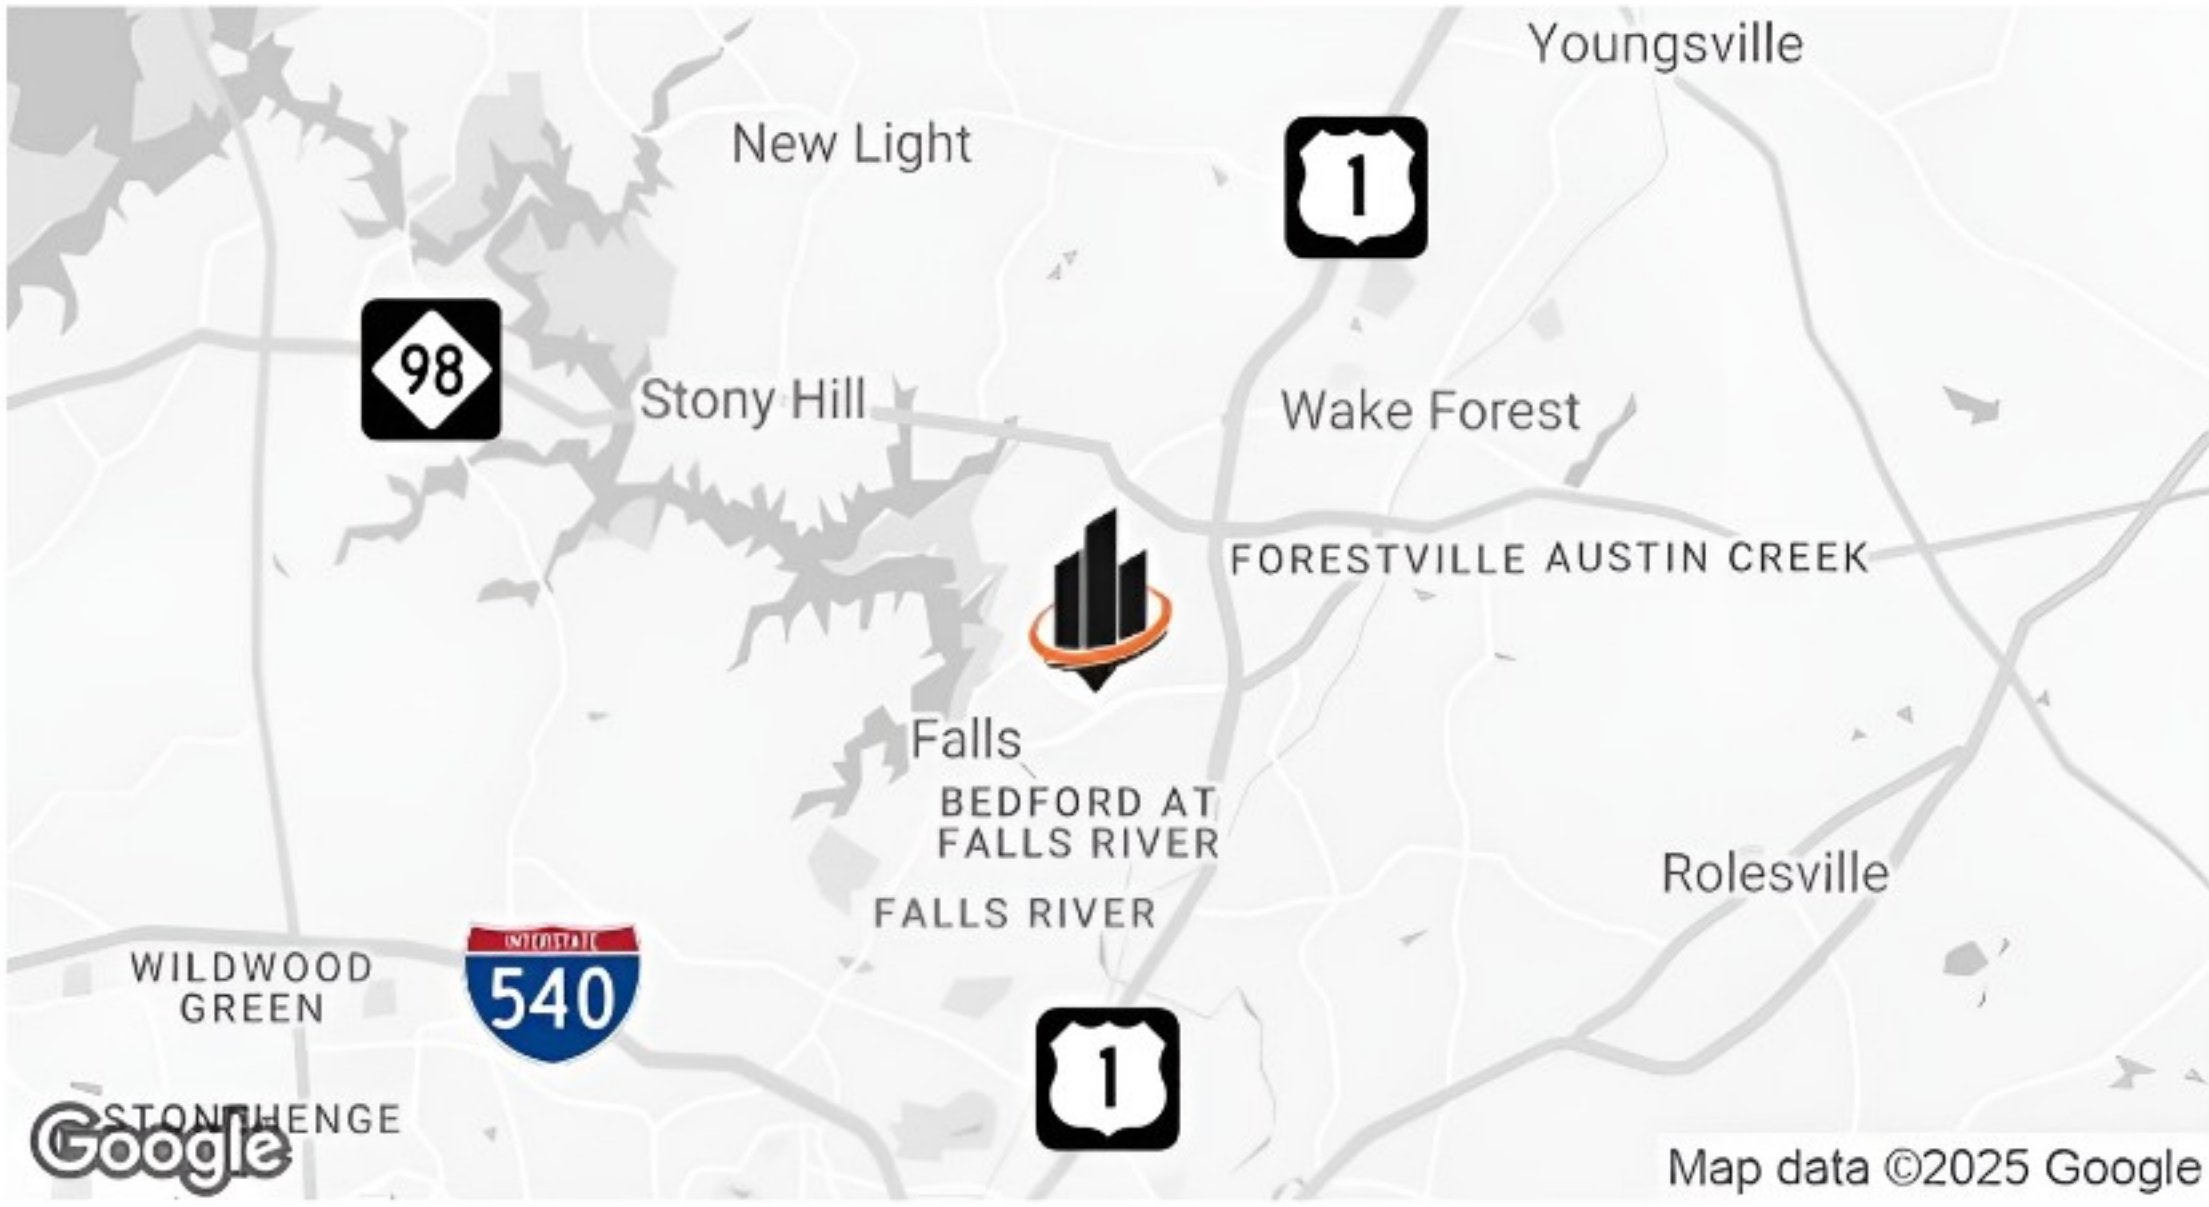 Youngsville
New Light
1
98
Stony Hill
Wake Forest
FORESTVILLE
AUSTIN CREEK
Falls
BEDFORD AT
FALLS RIVER
Rolesville
FALLS RIVER
WILDWOOD
GREEN
INTERSTATE
540
1
STONEHENGE
Google
Map data ©2025 Google